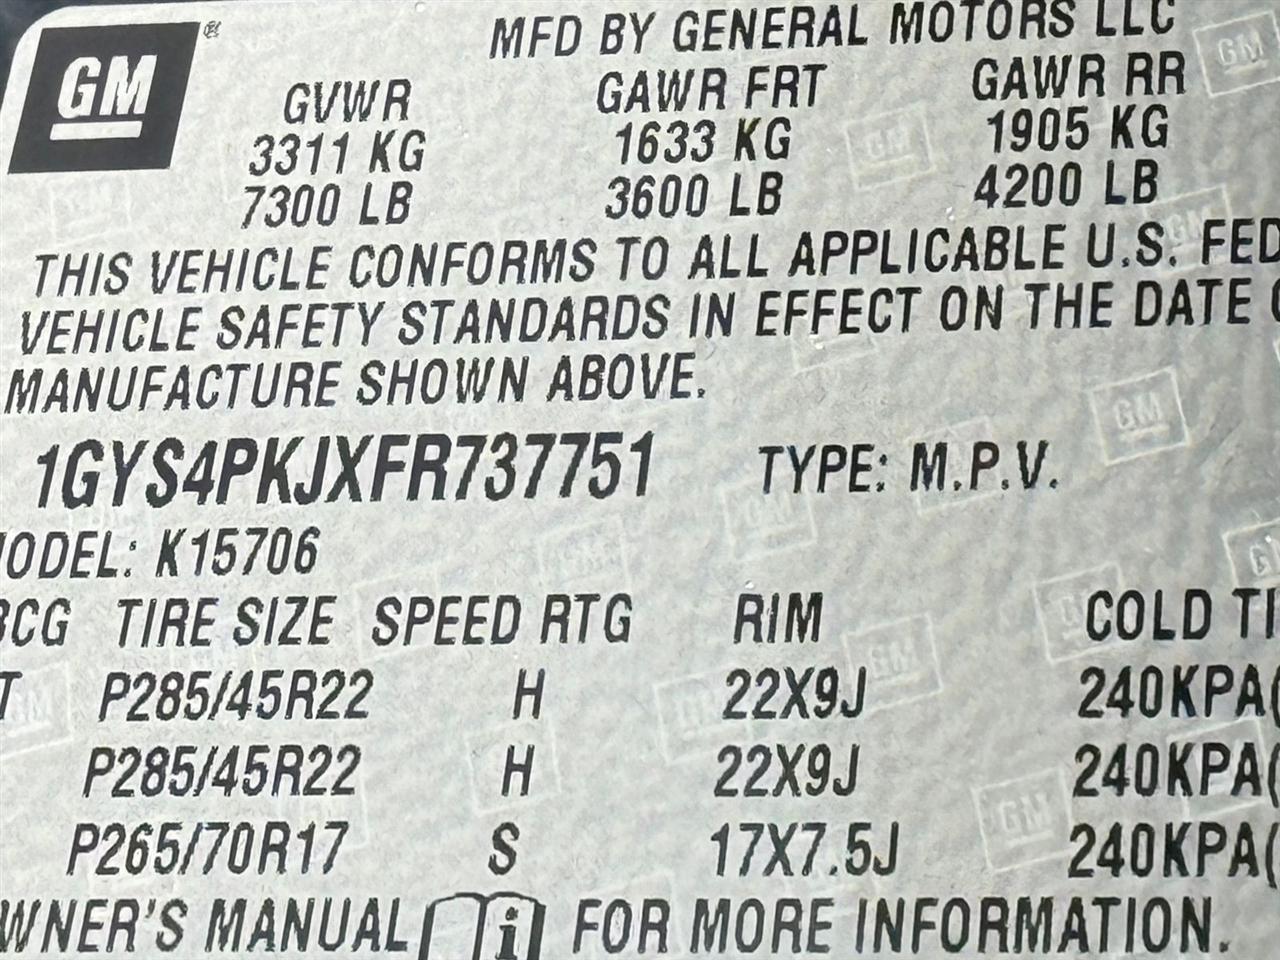 GM
MFD BY GENERAL MOTORS LLC
GVWR GAWR FRT GAWR RR
3311 KG 1633 KG 1905 KG
7300 LB 3600 LB 4200 LB
THIS VEHICLE CONFORMS TO ALL APPLICABLE U.S. FED
VEHICLE SAFETY STANDARDS IN EFFECT ON THE DATE
MANUFACTURE SHOWN ABOVE.
1GYS4PKJXFR737751 TYPE: M.P.V.
ODEL: K15706
CG TIRE SIZE SPEED RTG RIM COLD TI
T P285/45R22 H 22X9J 240KPA(
P285/45R22 H 22X9J 240KPA(
P265/70R17 S 17X7.5J 240KPA(
WNER'S MANUAL i FOR MORE INFORMATION.